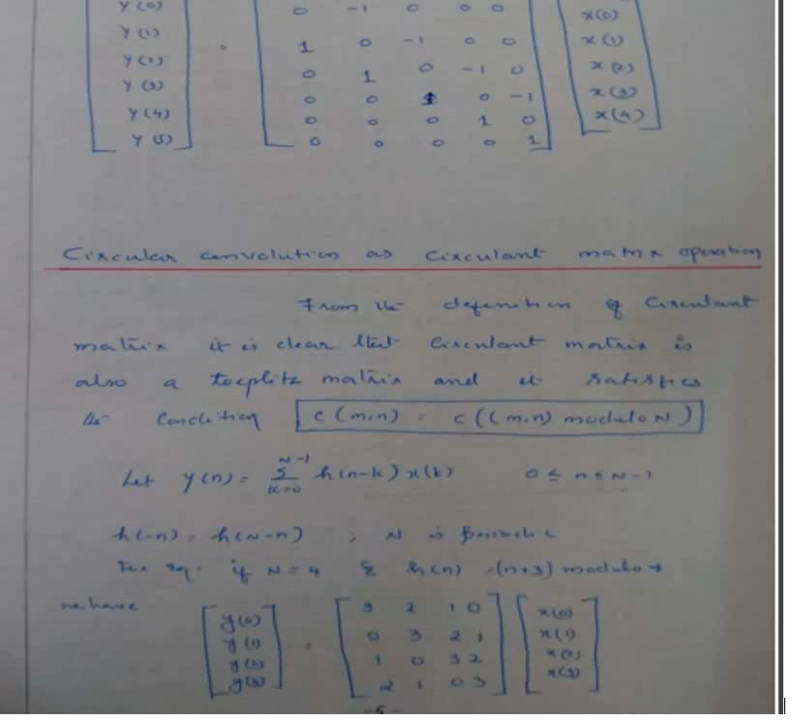 y(0) 0 -1 0 0 0 x(0)
y(1) 1 0 -1 0 0 x(1)
y(2) 0 1 0 -1 0 x(2)
y(3) 0 0 1 0 -1 x(3)
y(4) 0 0 0 1 0 x(4)
y(5) 0 0 0 0 1
Circular convolution as circulant matrix operation
From the defenition of Circulant
matrix it is clear that Circulant matrix is
also a toeplitz matrix and it satisfies
the condition c(m,n) = c((m,n) modulo N)
Let y(n) = N-1 Σ k=0 h(n-k) x(k) 0 ≤ n ≤ N-1
h(-n) = h(N-n) , N is
For eg: if N = 4 & h(n) = (n+3) modulo 4
we have
y(0) 3 2 1 0 x(0)
y(1) 0 3 2 1 x(1)
y(2) 1 0 3 2 x(2)
y(3) 2 1 0 3 x(3)
-5-